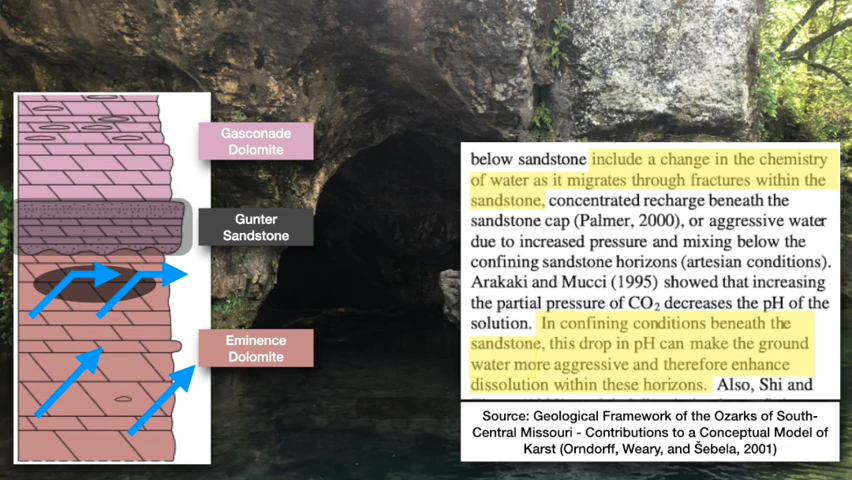 Gasconade
Dolomite
Gunter
Sandstone
Eminence
Dolomite
below sandstone include a change in the chemistry
of water as it migrates through fractures within the
sandstone, concentrated recharge beneath the
sandstone cap (Palmer, 2000), or aggressive water
due to increased pressure and mixing below the
confining sandstone horizons (artesian conditions).
Arakaki and Mucci (1995) showed that increasing
the partial pressure of CO₂ decreases the pH of the
solution. In confining conditions beneath the
sandstone, this drop in pH can make the ground
water more aggressive and therefore enhance
dissolution within these horizons. Also, Shi and
Source: Geological Framework of the Ozarks of South-
Central Missouri - Contributions to a Conceptual Model of
Karst (Orndorff, Weary, and Šebela, 2001)